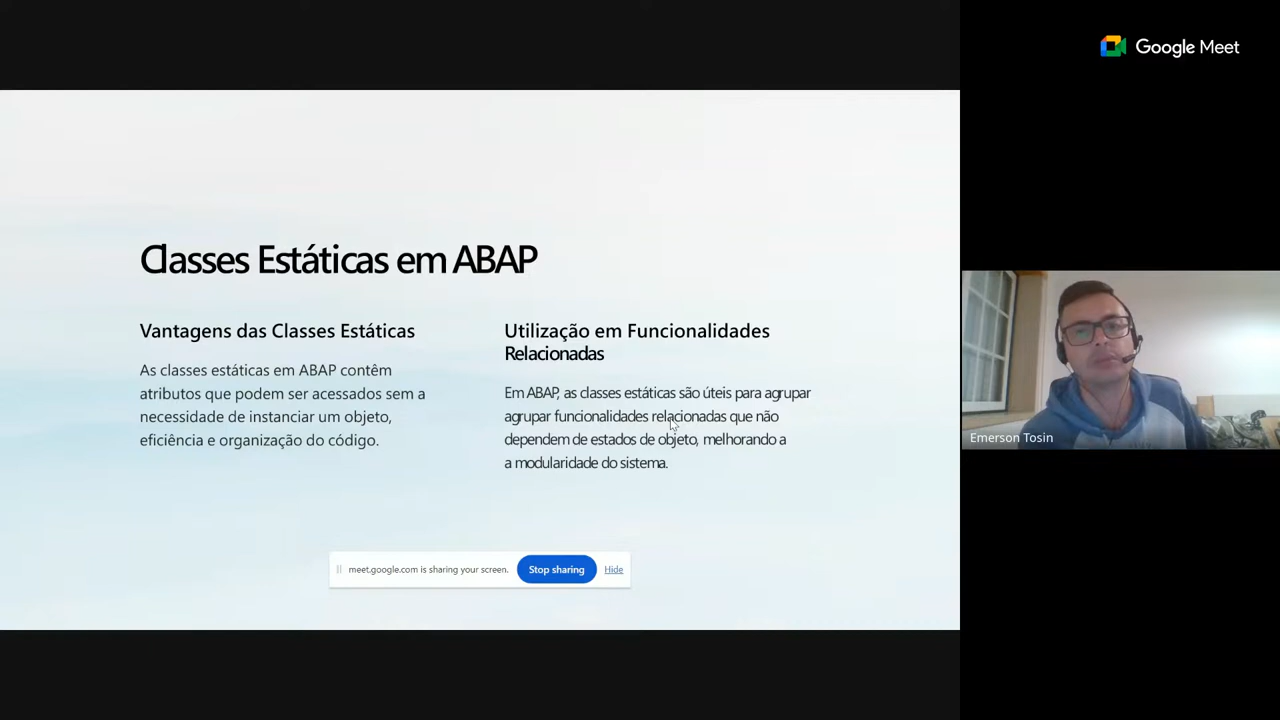 Google Meet
Classes Estáticas em ABAP
Vantagens das Classes Estáticas
As classes estáticas em ABAP contêm
atributos que podem ser acessados sem a
necessidade de instanciar um objeto,
eficiência e organização do código.
Utilização em Funcionalidades
Relacionadas
Em ABAP, as classes estáticas são úteis para agrupar
agrupar funcionalidades relacionadas que não
dependem de estados de objeto, melhorando a
a modularidade do sistema.
meet.google.com is sharing your screen.
Stop sharing
Hide
Emerson Tosin